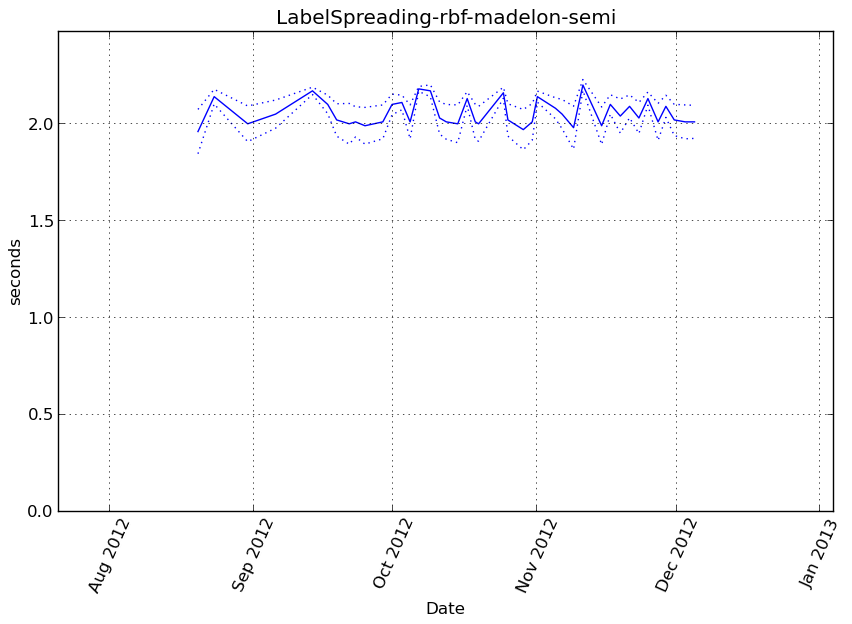 LabelSpreading-rbf-madelon-semi
2.0
1.5
1.0
0.5
0.0
seconds
Aug 2012
Sep 2012
Oct 2012
Nov 2012
Dec 2012
Jan 2013
Date